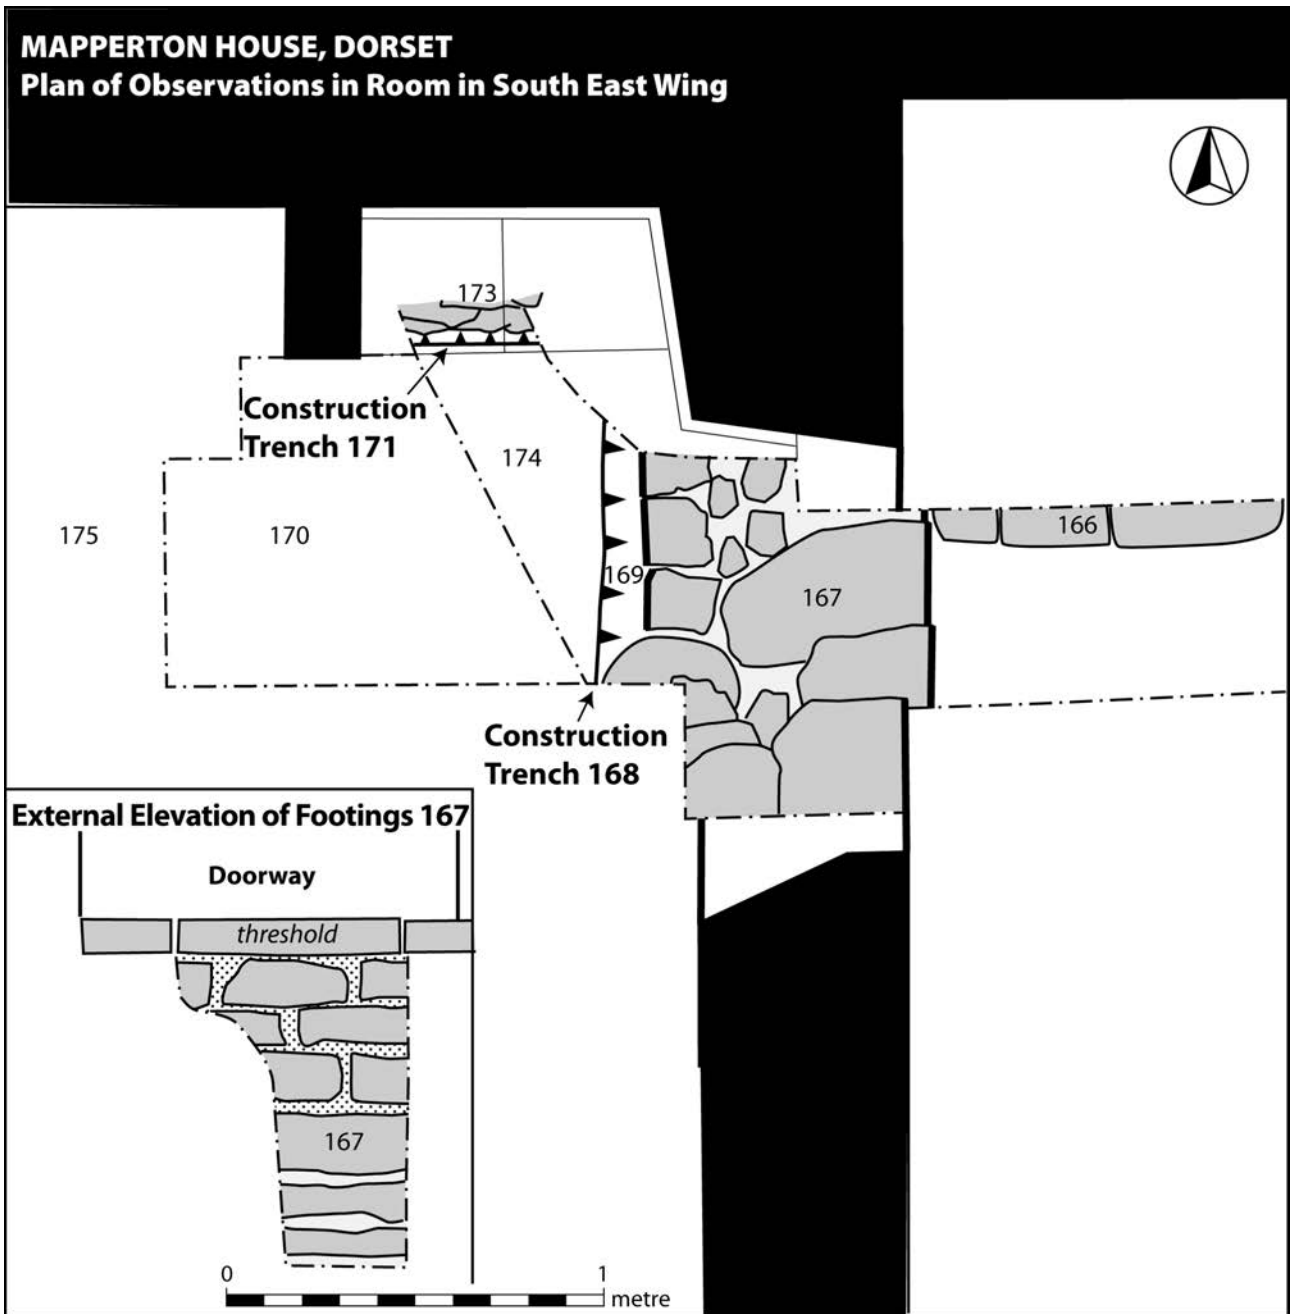 MAPPERTON HOUSE, DORSET
Plan of Observations in Room in South East Wing
173
Construction
Trench 171
174
175
170
169
167
166
Construction
Trench 168
External Elevation of Footings 167
Doorway
threshold
167
0 1
metre